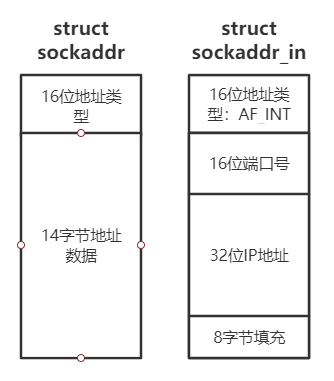 struct
sockaddr
16位地址类
型
14字节地址
数据
struct
sockaddr_in
16位地址类
型：AF_INT
16位端口号
32位IP地址
8字节填充